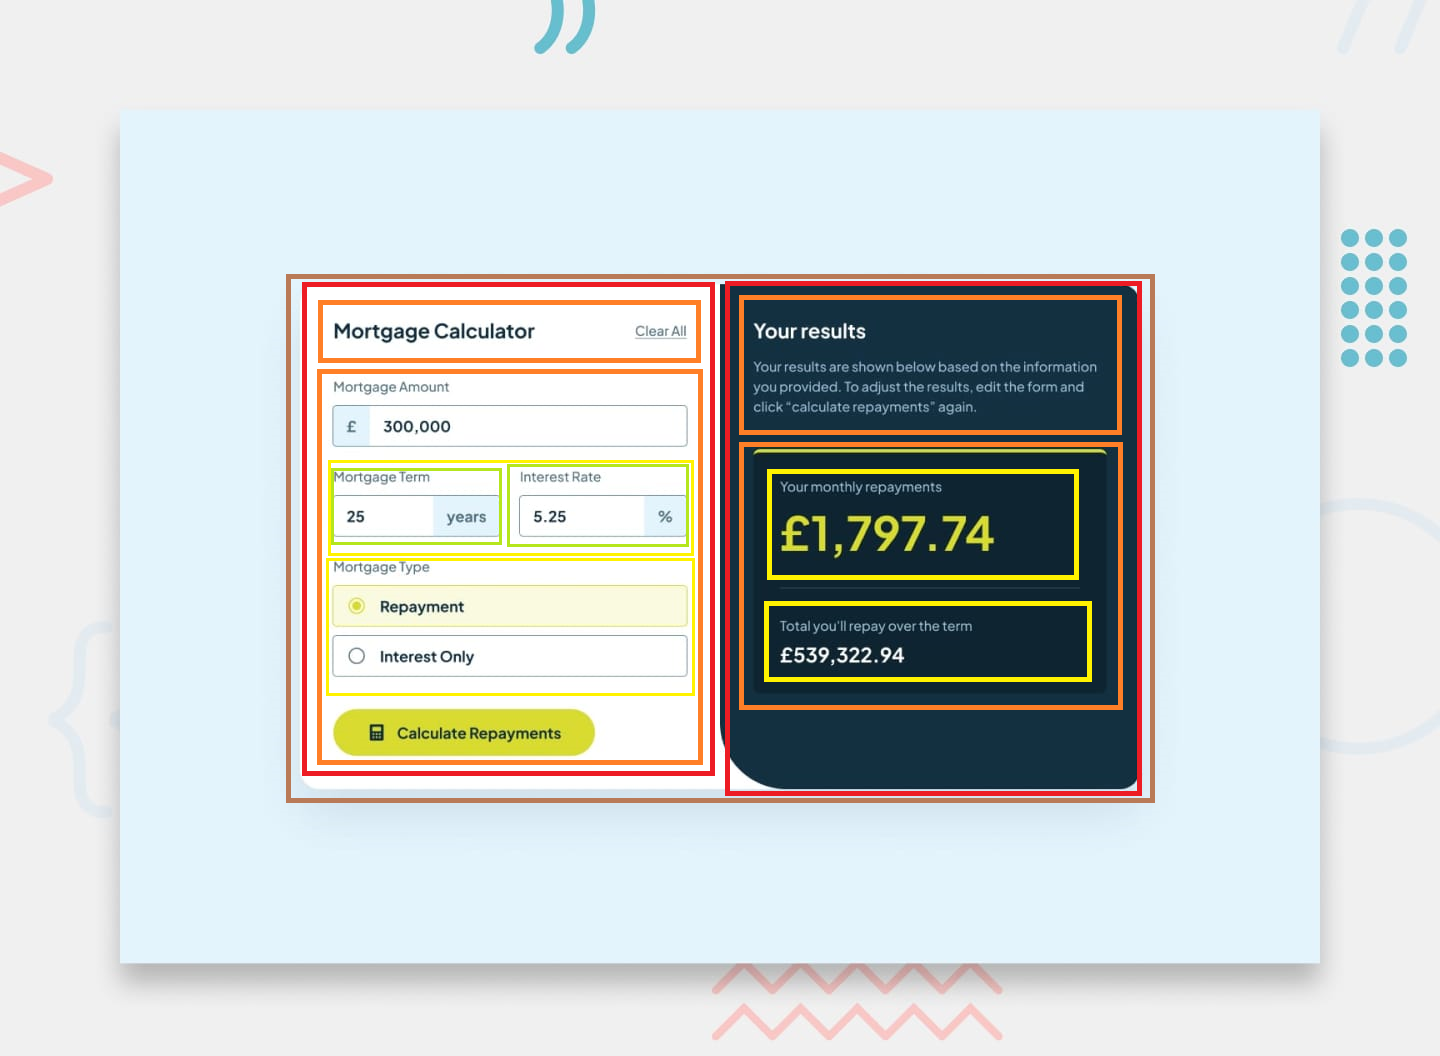 Mortgage Calculator
Clear All
Mortgage Amount
£ 300,000
Mortgage Term
25 years
Interest Rate
5.25 %
Mortgage Type
Repayment
Interest Only
Calculate Repayments
Your results
Your results are shown below based on the information
you provided. To adjust the results, edit the form and
click “calculate repayments” again.
Your monthly repayments
£1,797.74
Total you'll repay over the term
£539,322.94